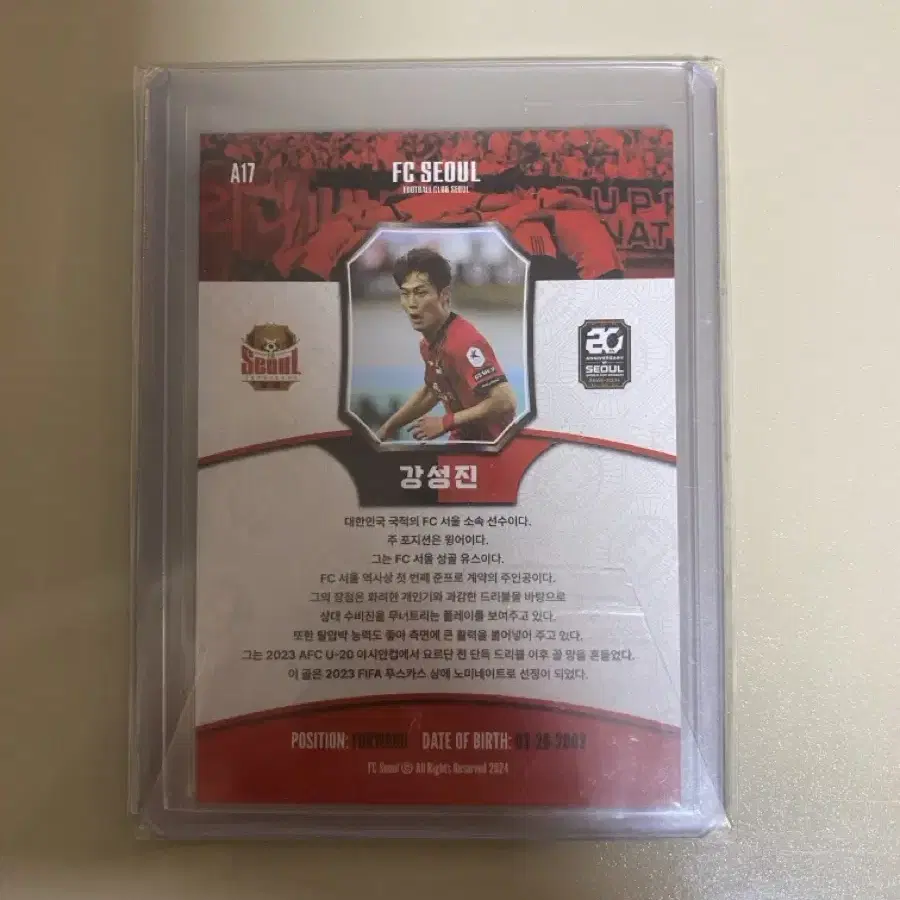 A17
FC SEOUL
FOOTBALL CLUB SEOUL
SUPP
NAT
Seoul
20
SEOUL
강성진
대한민국 국적의 FC 서울 소속 선수이다.
주 포지션은 윙어이다.
그는 FC 서울 성골 유스이다.
FC 서울 역사상 첫 번째 준프로 계약의 주인공이다.
그의 장점은 화려한 개인기와 과감한 드리블을 바탕으로
상대 수비진을 무너트리는 플레이를 보여주고 있다.
또한 탈압박 능력도 좋아 측면에 큰 활력을 불어넣어 주고 있다.
그는 2023 AFC U-20 아시안컵에서 요르단 전 단독 드리블 이후 골 망을 흔들었다.
이 골은 2023 FIFA 푸스카스 상에 노미네이트로 선정이 되었다.
POSITION: FORWARD DATE OF BIRTH:
FC Seoul ⓒ All Rights Reserved 2024